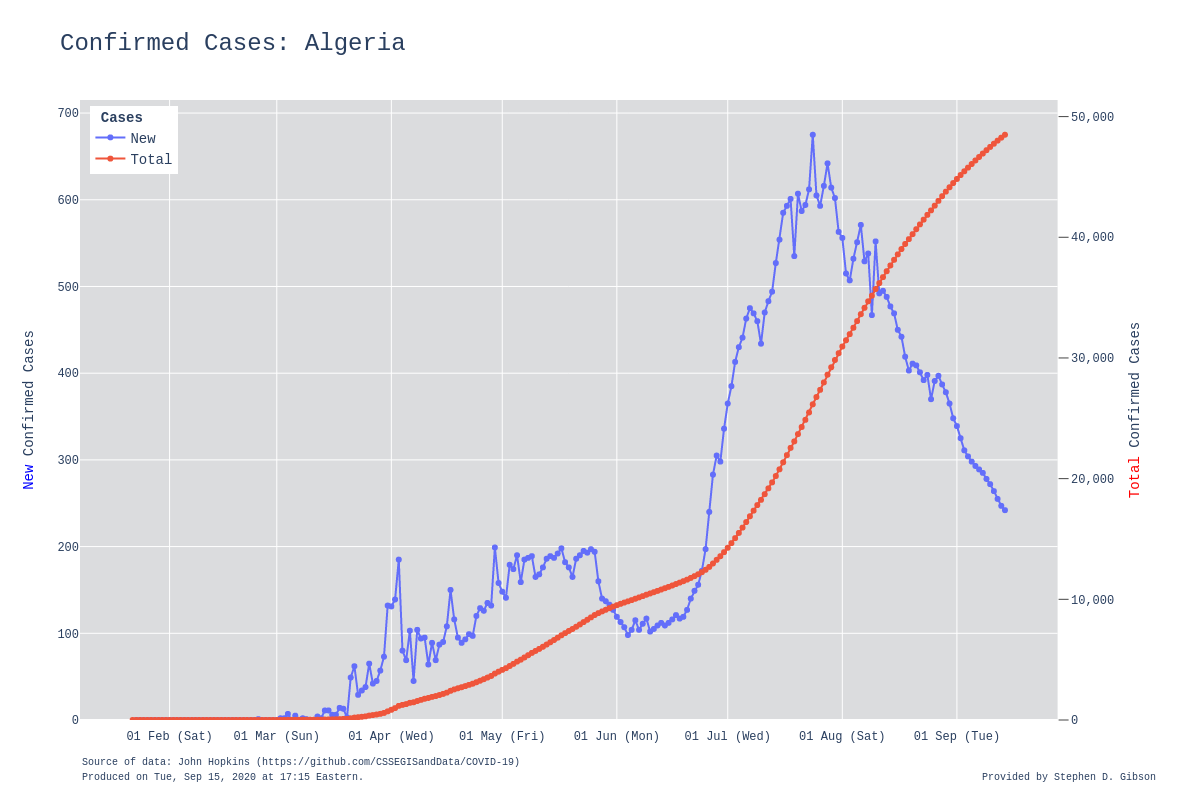 Confirmed Cases: Algeria
Cases
New
Total
700
600
500
400
300
200
100
0
New Confirmed Cases
50,000
40,000
30,000
20,000
10,000
0
Total Confirmed Cases
01 Feb (Sat) 01 Mar (Sun) 01 Apr (Wed) 01 May (Fri) 01 Jun (Mon) 01 Jul (Wed) 01 Aug (Sat) 01 Sep (Tue)
Source of data: John Hopkins (https://github.com/CSSEGISandData/COVID-19)
Produced on Tue, Sep 15, 2020 at 17:15 Eastern.
Provided by Stephen D. Gibson